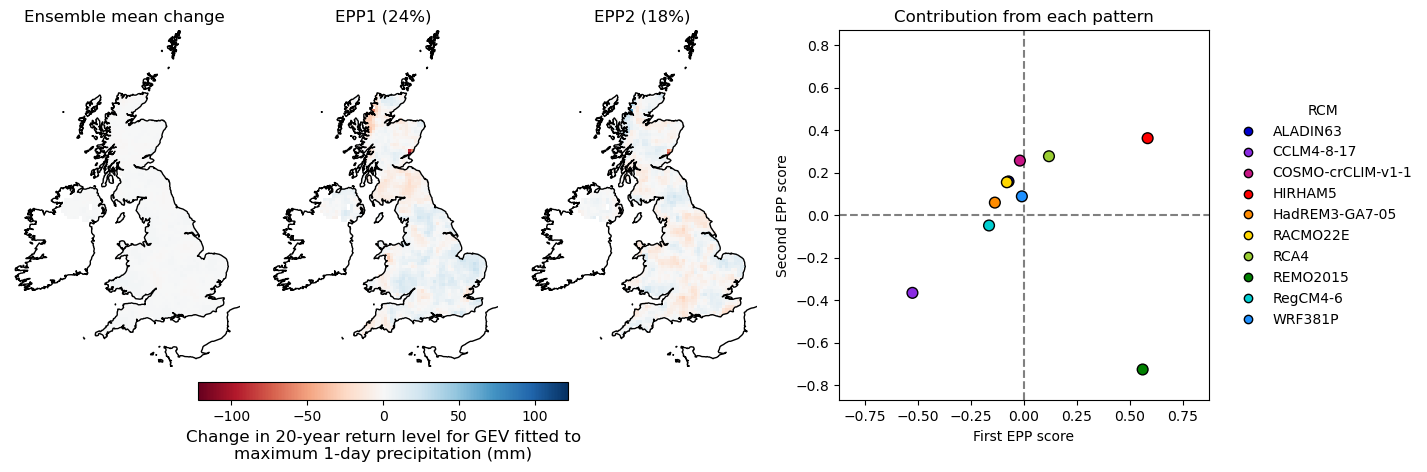 Ensemble mean change
EPP1 (24%)
EPP2 (18%)
−100
−50
0
50
100
Change in 20-year return level for GEV fitted to
maximum 1-day precipitation (mm)
Contribution from each pattern
Second EPP score
0.8
0.6
0.4
0.2
0.0
−0.2
−0.4
−0.6
−0.8
−0.75
−0.50
−0.25
0.00
0.25
0.50
0.75
First EPP score
RCM
ALADIN63
CCLM4-8-17
COSMO-crCLIM-v1-1
HIRHAM5
HadREM3-GA7-05
RACMO22E
RCA4
REMO2015
RegCM4-6
WRF381P